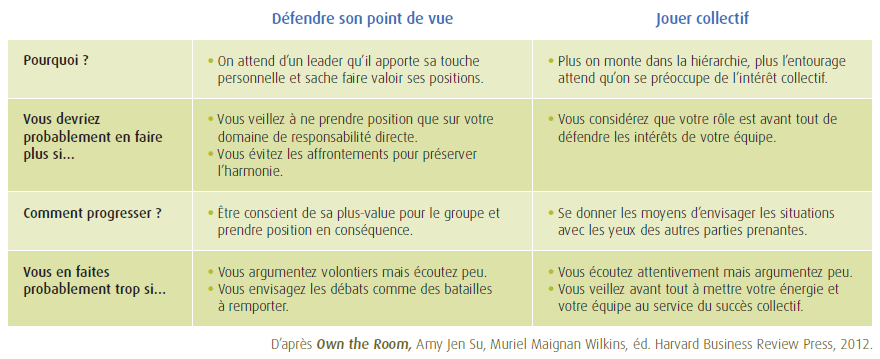 Défendre son point de vue
Jouer collectif
Pourquoi ?
• On attend d’un leader qu’il apporte sa touche
personnelle et sache faire valoir ses positions.
• Plus on monte dans la hiérarchie, plus l’entourage
attend qu’on se préoccupe de l’intérêt collectif.
Vous devriez
probablement en faire
plus si…
• Vous veillez à ne prendre position que sur votre
domaine de responsabilité directe.
• Vous évitez les affrontements pour préserver
l’harmonie.
• Vous considérez que votre rôle est avant tout de
défendre les intérêts de votre équipe.
Comment progresser ?
• Être conscient de sa plus-value pour le groupe et
prendre position en conséquence.
• Se donner les moyens d’envisager les situations
avec les yeux des autres parties prenantes.
Vous en faites
probablement trop si…
• Vous argumentez volontiers mais écoutez peu.
• Vous envisagez les débats comme des batailles
à remporter.
• Vous écoutez attentivement mais argumentez peu.
• Vous veillez avant tout à mettre votre énergie et
votre équipe au service du succès collectif.
D’après Own the Room, Amy Jen Su, Muriel Maignan Wilkins, éd. Harvard Business Review Press, 2012.